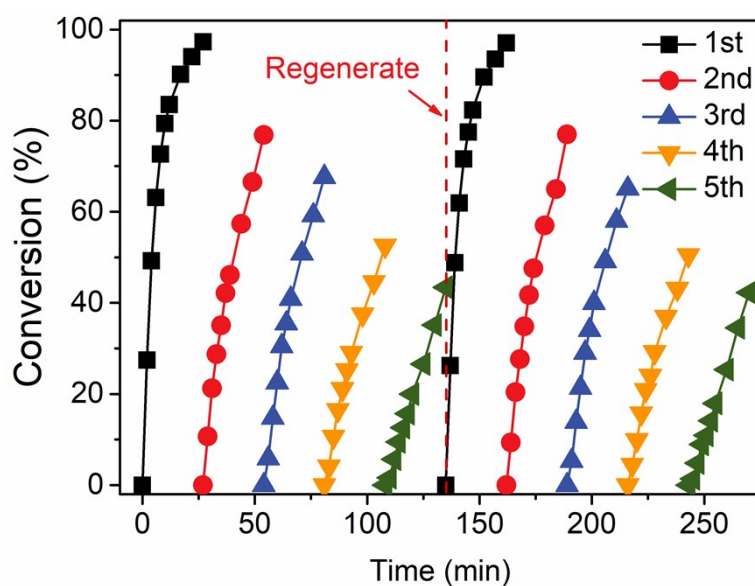 Conversion (%)
100
80
60
40
20
0
Regenerate
1st
2nd
3rd
4th
5th
0
50
100
150
200
250
Time (min)